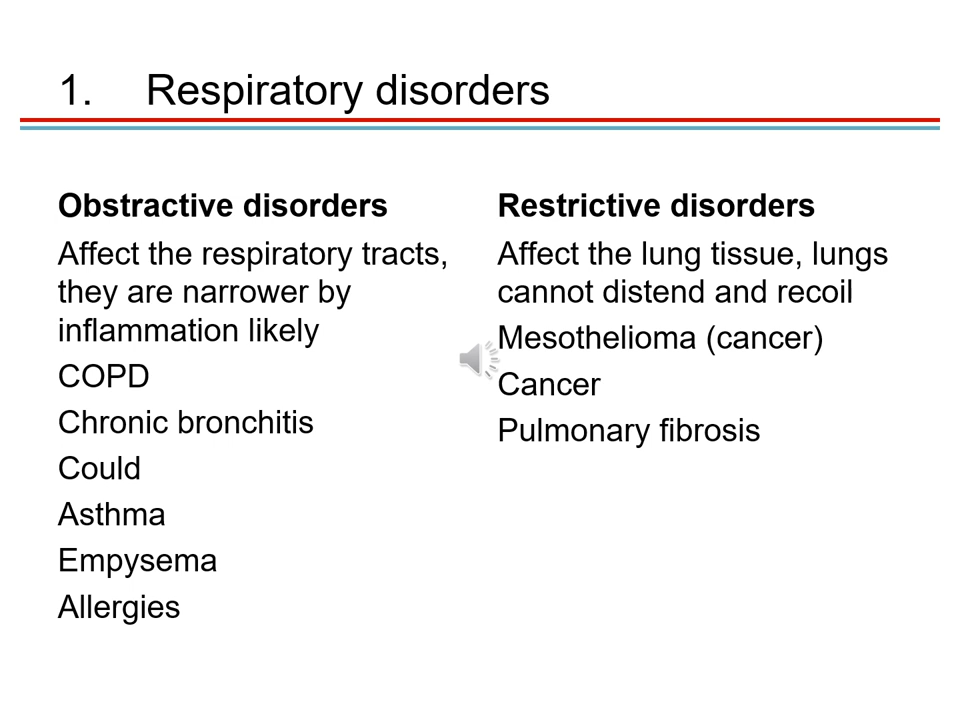 1. Respiratory disorders
Obstractive disorders
Affect the respiratory tracts,
they are narrower by
inflammation likely
COPD
Chronic bronchitis
Could
Asthma
Empysema
Allergies
Restrictive disorders
Affect the lung tissue, lungs
cannot distend and recoil
Mesothelioma (cancer)
Cancer
Pulmonary fibrosis